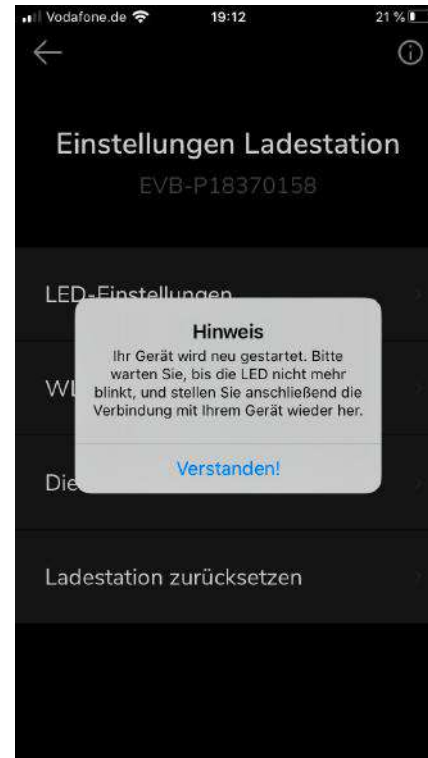 Vodafone.de 19:12 21 %
Einstellungen Ladestation
EVB-P18370158
LED-Einstellungen
Hinweis
Ihr Gerät wird neu gestartet. Bitte
warten Sie, bis die LED nicht mehr
blinkt, und stellen Sie anschließend die
Verbindung mit Ihrem Gerät wieder her.
WL
Verstanden!
Die
Ladestation zurücksetzen